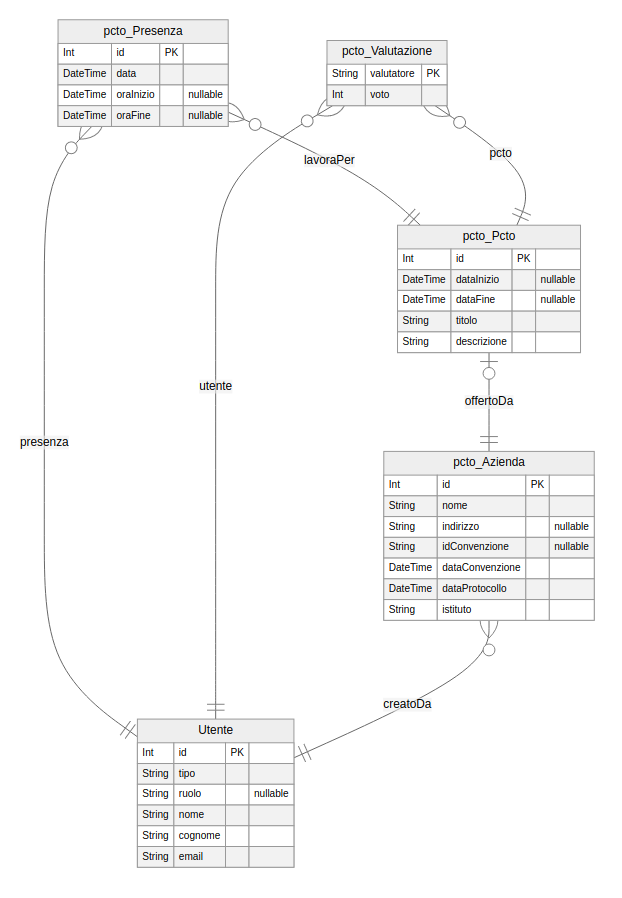 pcto_Presenza
Int id PK
DateTime data
DateTime oraInizio nullable
DateTime oraFine nullable
pcto_Valutazione
String valutatore PK
Int voto
lavoraPer
pcto
pcto_Pcto
Int id PK
DateTime dataInizio nullable
DateTime dataFine nullable
String titolo
String descrizione
utente
offertoDa
presenza
pcto_Azienda
Int id PK
String nome
String indirizzo nullable
String idConvenzione nullable
DateTime dataConvenzione
DateTime dataProtocollo
String istituto
creatoDa
Utente
Int id PK
String tipo
String ruolo nullable
String nome
String cognome
String email